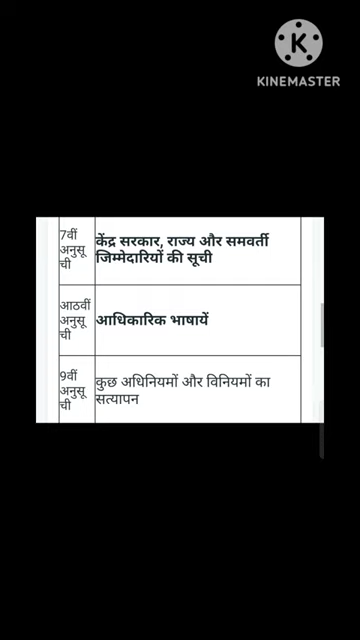 K
KINEMASTER
7वीं
अनुसू
ची
केंद्र सरकार, राज्य और समवर्ती
जिम्मेदारियों की सूची
आठवीं
अनुसू
ची
आधिकारिक भाषायें
9वीं
अनुसू
ची
कुछ अधिनियमों और विनियमों का
सत्यापन